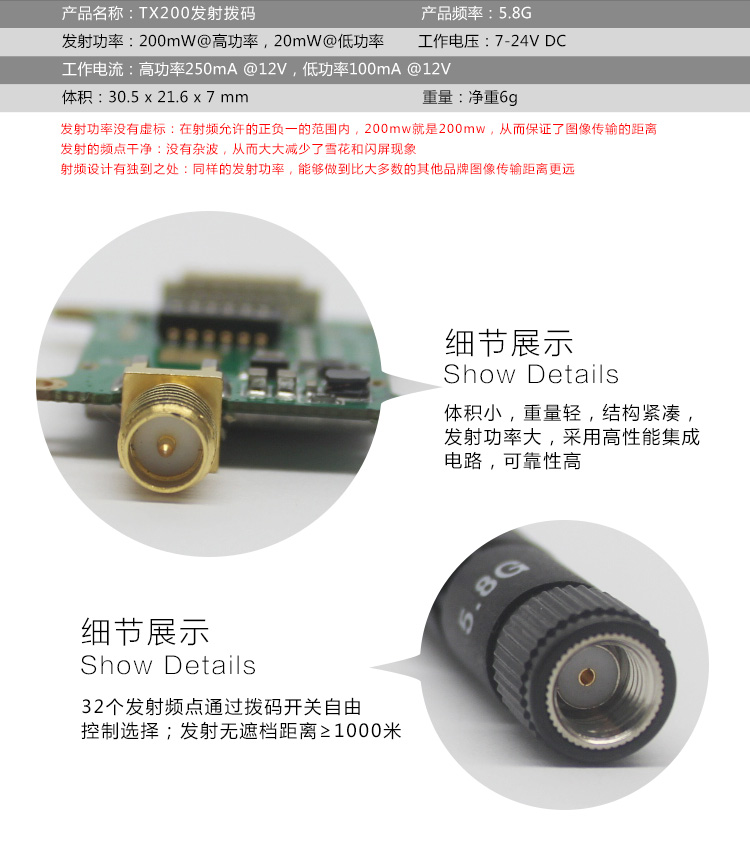 产品名称：TX200发射拨码 产品频率：5.8G
发射功率：200mW@高功率，20mW@低功率 工作电压：7-24V DC
工作电流：高功率250mA @12V，低功率100mA @12V
体积：30.5 x 21.6 x 7 mm 重量：净重6g
发射功率没有虚标：在射频允许的正负一的范围内，200mw就是200mw，从而保证了图像传输的距离
发射的频点干净：没有杂波，从而大大减少了雪花和闪屏现象
射频设计有独到之处：同样的发射功率，能够做到比大多数的其他品牌图像传输距离更远
细节展示
Show Details
体积小，重量轻，结构紧凑，
发射功率大，采用高性能集成
电路，可靠性高
5.8G
细节展示
Show Details
32个发射频点通过拨码开关自由
控制选择；发射无遮档距离≥1000米